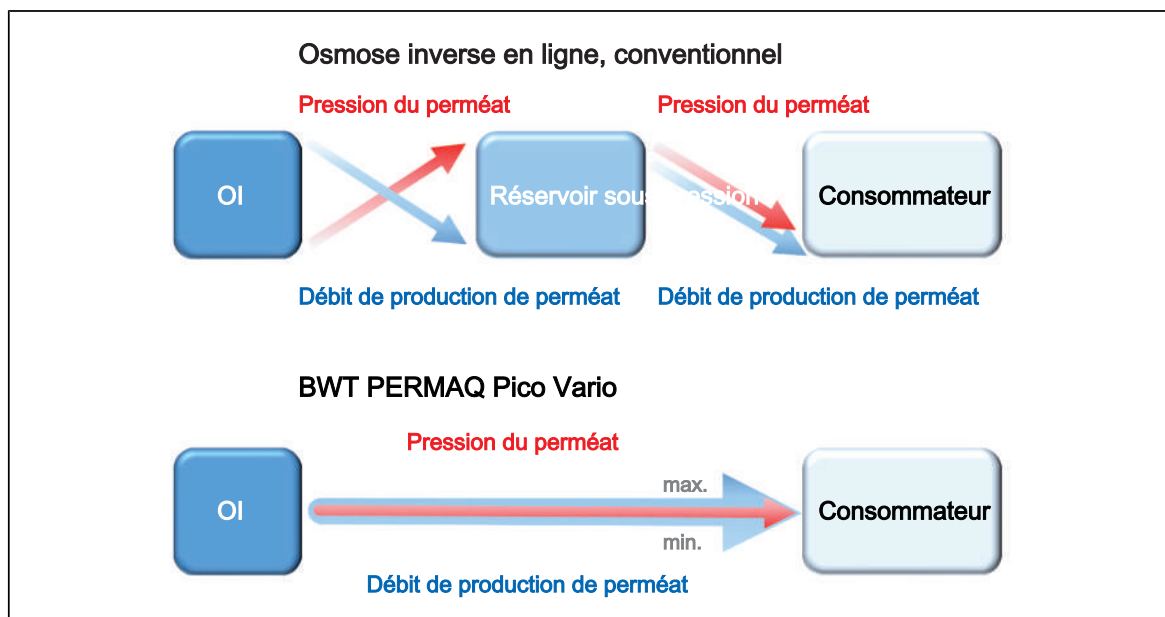 Osmose inverse en ligne, conventionnel
Pression du perméat
Pression du perméat
OI
Réservoir sous pression
Consommateur
Débit de production de perméat
Débit de production de perméat
BWT PERMAQ Pico Vario
Pression du perméat
OI
max.
Consommateur
min.
Débit de production de perméat